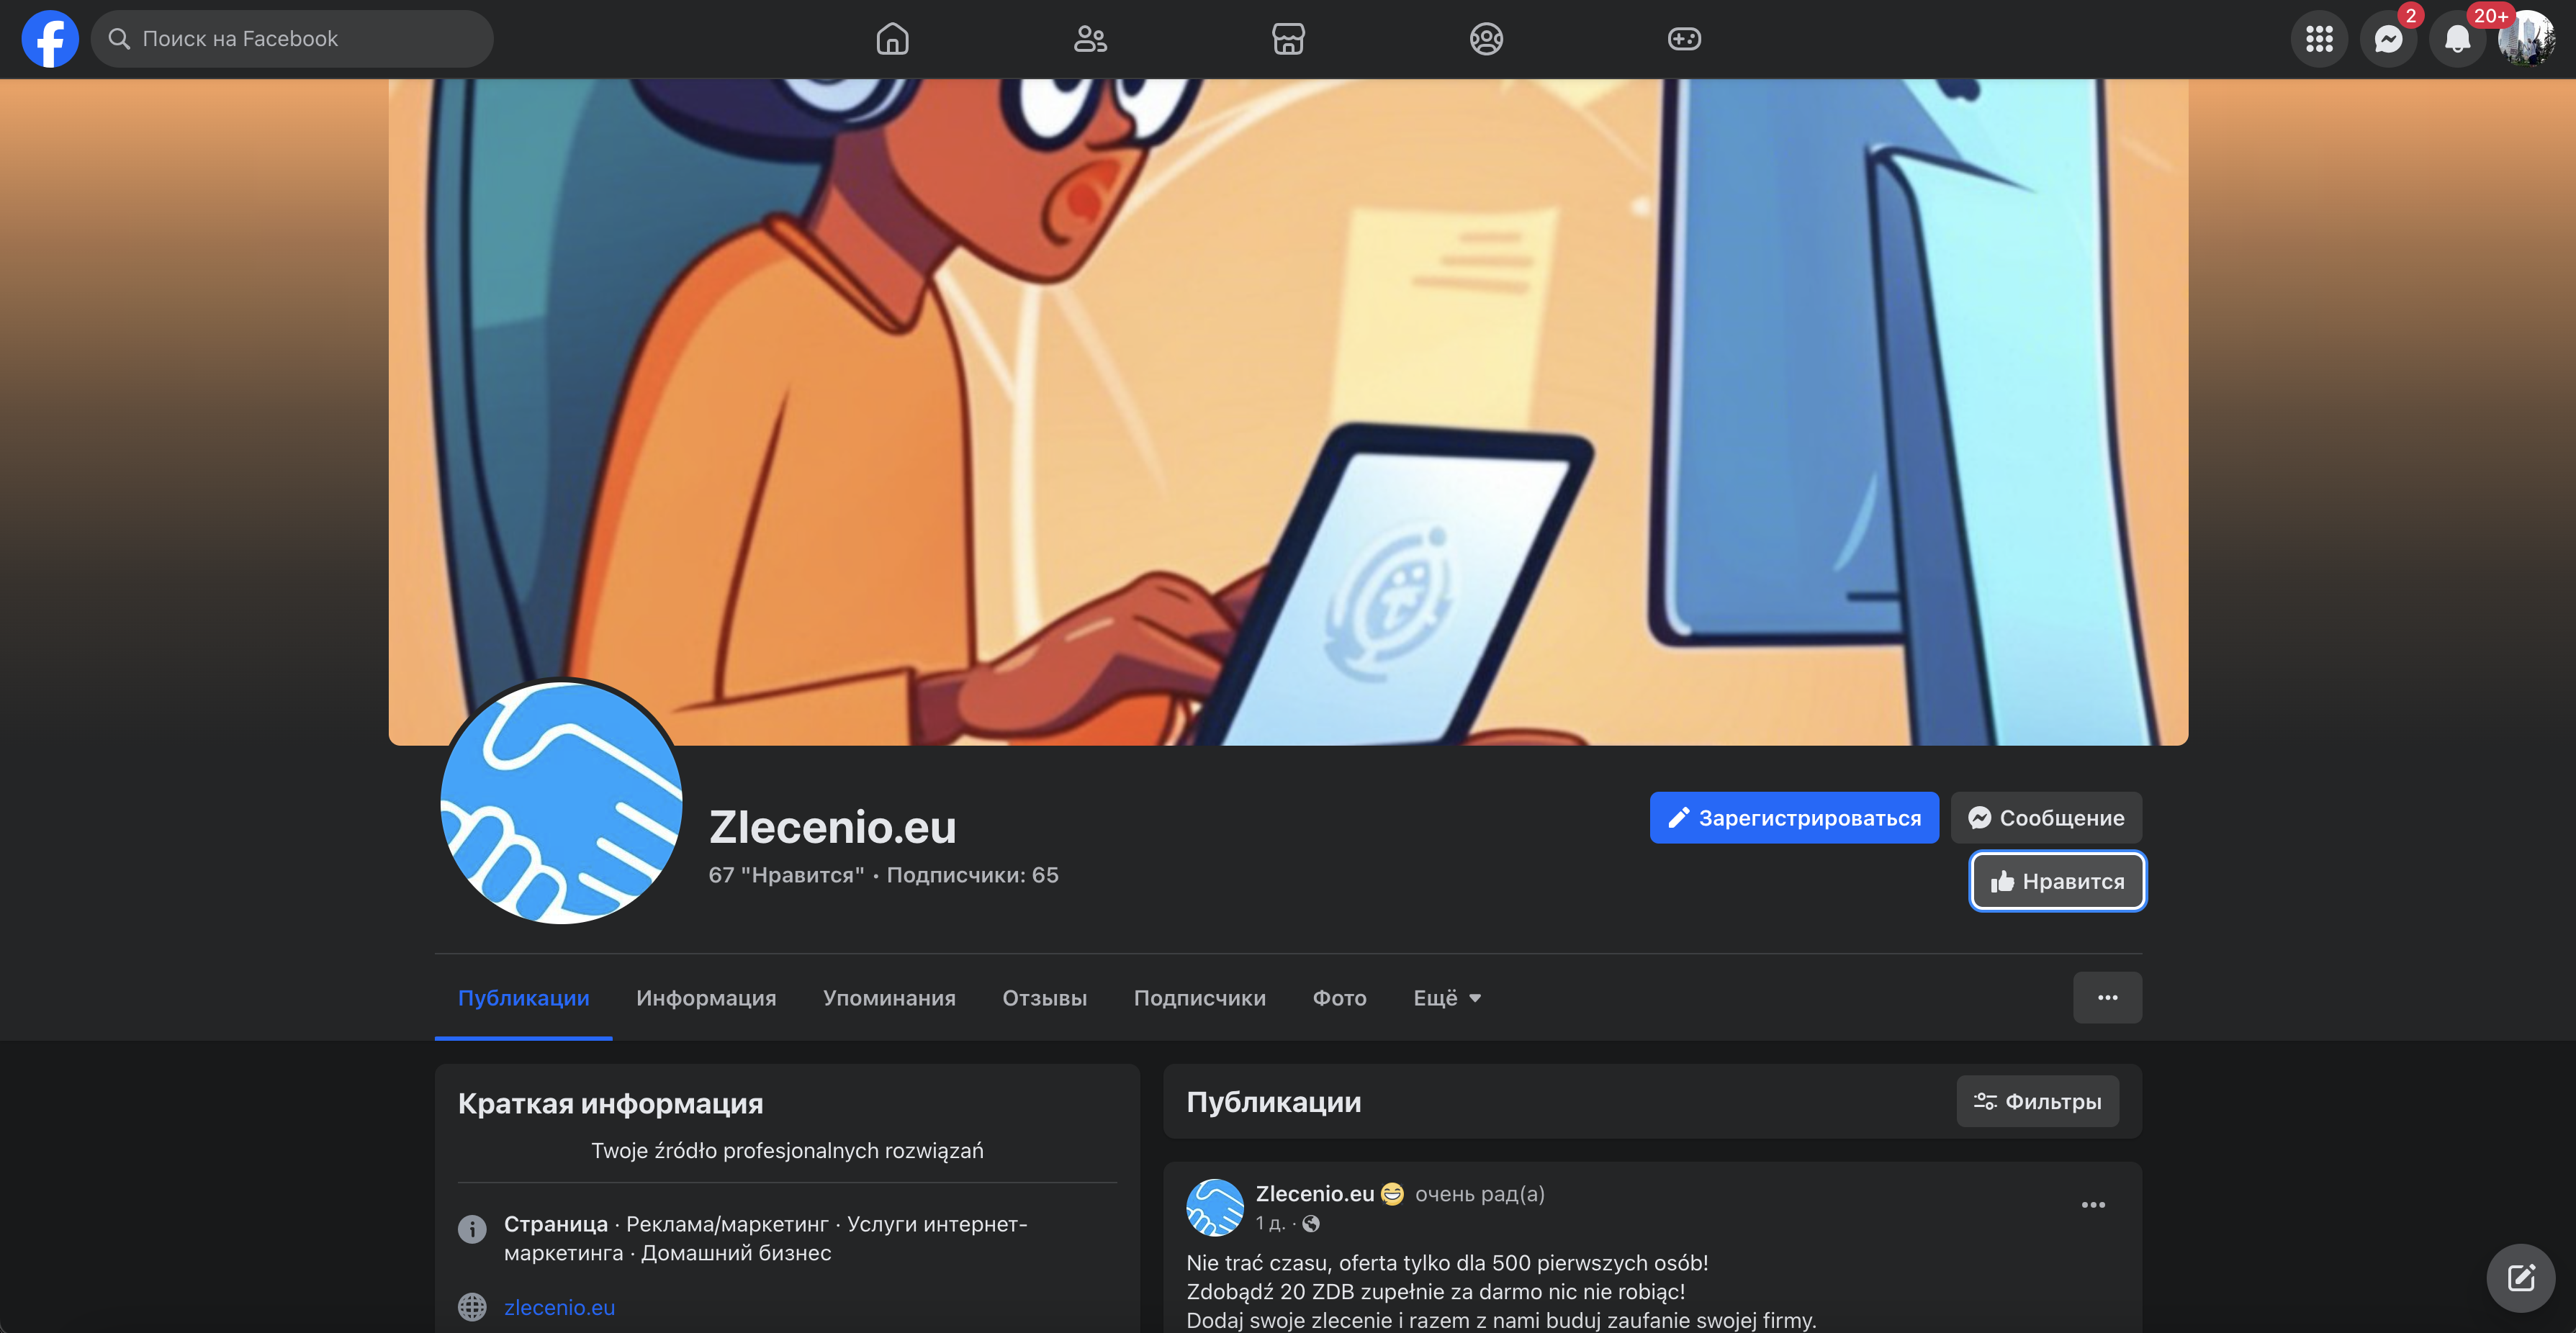 Поиск на Facebook
2
20+
Zlecenio.eu
67 "Нравится" · Подписчики: 65
Зарегистрироваться
Сообщение
Нравится
Публикации
Информация
Упоминания
Отзывы
Подписчики
Фото
Ещё
Краткая информация
Twoje źródło profesjonalnych rozwiązań
Страница · Реклама/маркетинг · Услуги интернет-
маркетинга · Домашний бизнес
zlecenio.eu
Публикации
Фильтры
Zlecenio.eu 😁 очень рад(а)
1 д. ·
Nie trać czasu, oferta tylko dla 500 pierwszych osób!
Zdobądź 20 ZDB zupełnie za darmo nic nie robiąc!
Dodaj swoje zlecenie i razem z nami buduj zaufanie swojej firmy.